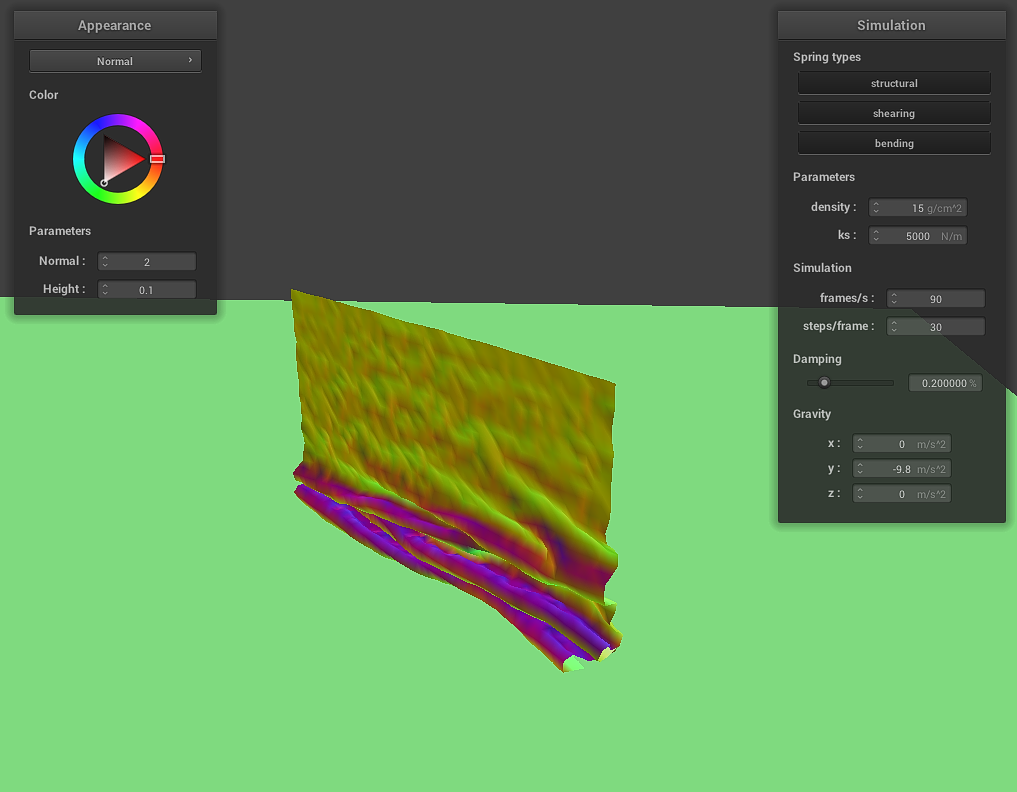 Appearance
Normal ›
Color
Parameters
Normal : 2
Height : 0.1
Simulation
Spring types
structural
shearing
bending
Parameters
density : 15 g/cm^2
ks : 5000 N/m
Simulation
frames/s : 90
steps/frame : 30
Damping
0.200000 %
Gravity
x : 0 m/s^2
y : -9.8 m/s^2
z : 0 m/s^2